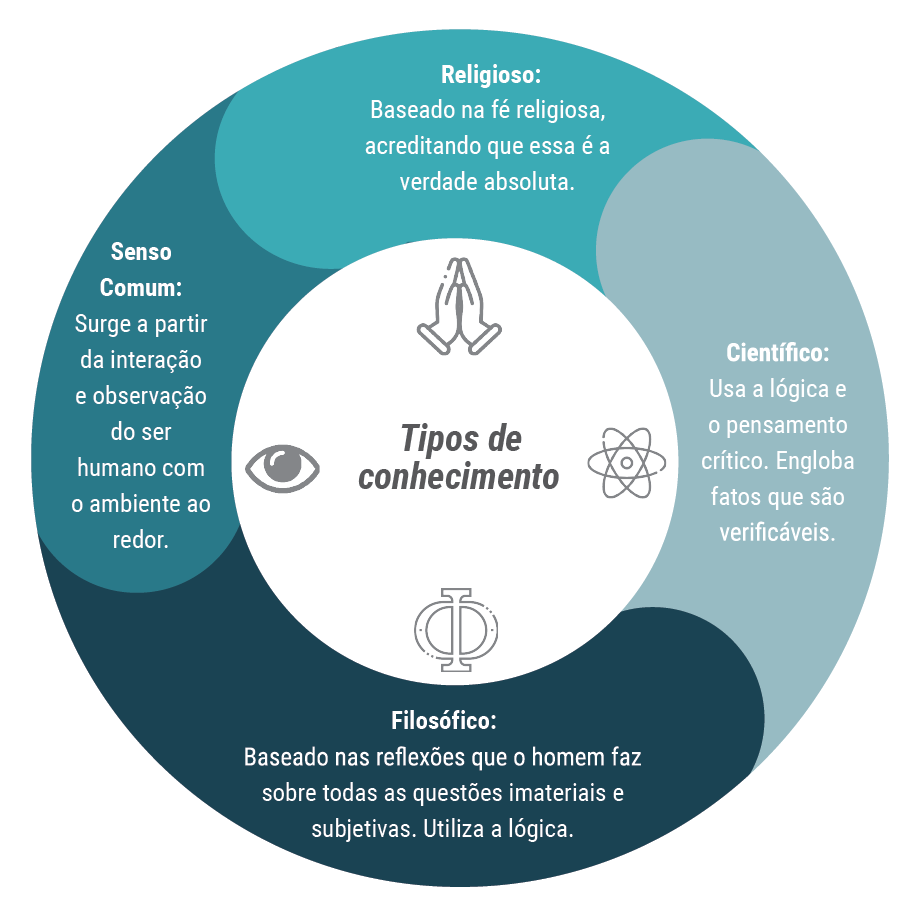 Religioso:
Baseado na fé religiosa,
acreditando que essa é a
verdade absoluta.
Senso
Comum:
Surge a partir
da interação
e observação
do ser
humano com
o ambiente ao
redor.
Tipos de
conhecimento
Científico:
Usa a lógica e
o pensamento
crítico. Engloba
fatos que são
verificáveis.
Filosófico:
Baseado nas reflexões que o homem faz
sobre todas as questões imateriais e
subjetivas. Utiliza a lógica.